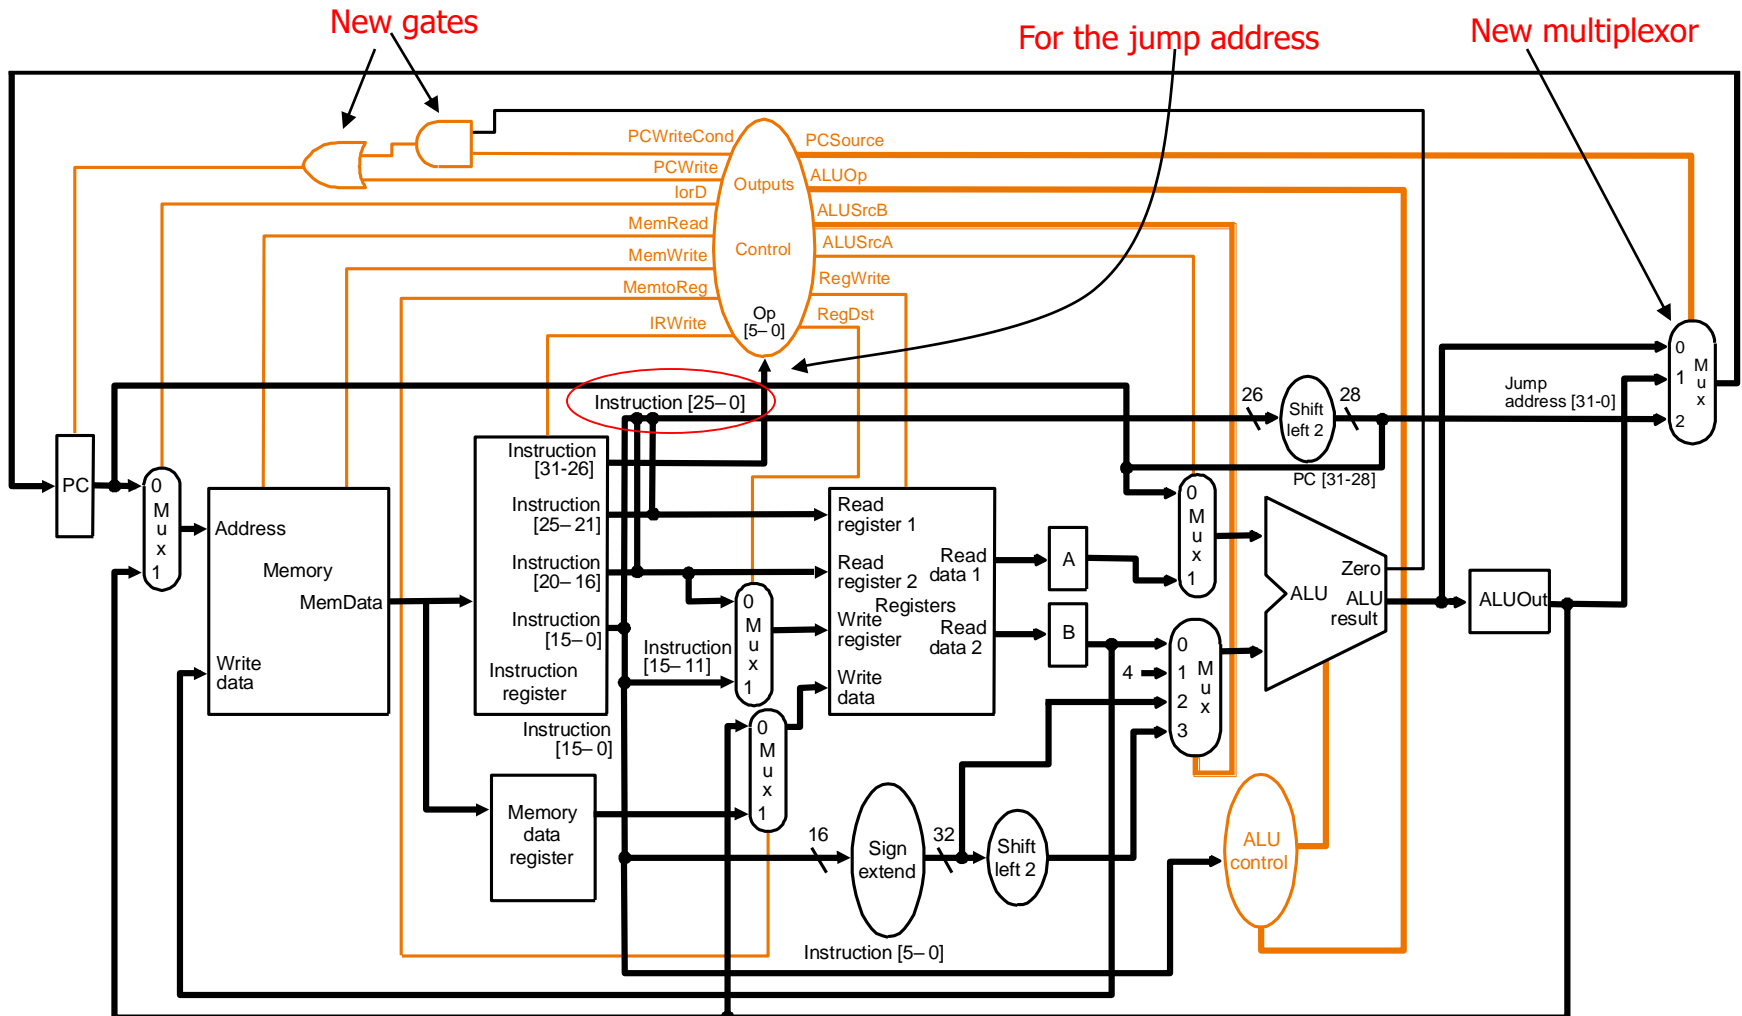 New gates
For the jump address
New multiplexor
PCWriteCond
PCSource
PCWrite
ALUOp
Outputs
IorD
ALUSrcB
MemRead
ALUSrcA
Control
MemWrite
RegWrite
MemtoReg
RegDst
Op
[5–0]
IRWrite
0
1
2
M
u
x
Jump
address [31-0]
Instruction [25–0]
26
Shift
left 2
28
PC [31-28]
PC
0
M
u
x
1
Address
Memory
MemData
Write
data
Instruction
[31-26]
Instruction
[25–21]
Instruction
[20–16]
Instruction
[15–0]
Instruction
register
Instruction
[15–11]
0
M
u
x
1
Read
register 1
Read
register 2
Registers
Write
register
Write
data
Read
data 1
Read
data 2
A
B
0
M
u
x
1
4
0
1
2
3
M
u
x
Zero
ALU
ALU
result
ALUOut
Instruction
[15–0]
0
M
u
x
1
Memory
data
register
16
Sign
extend
32
Shift
left 2
ALU
control
Instruction [5–0]